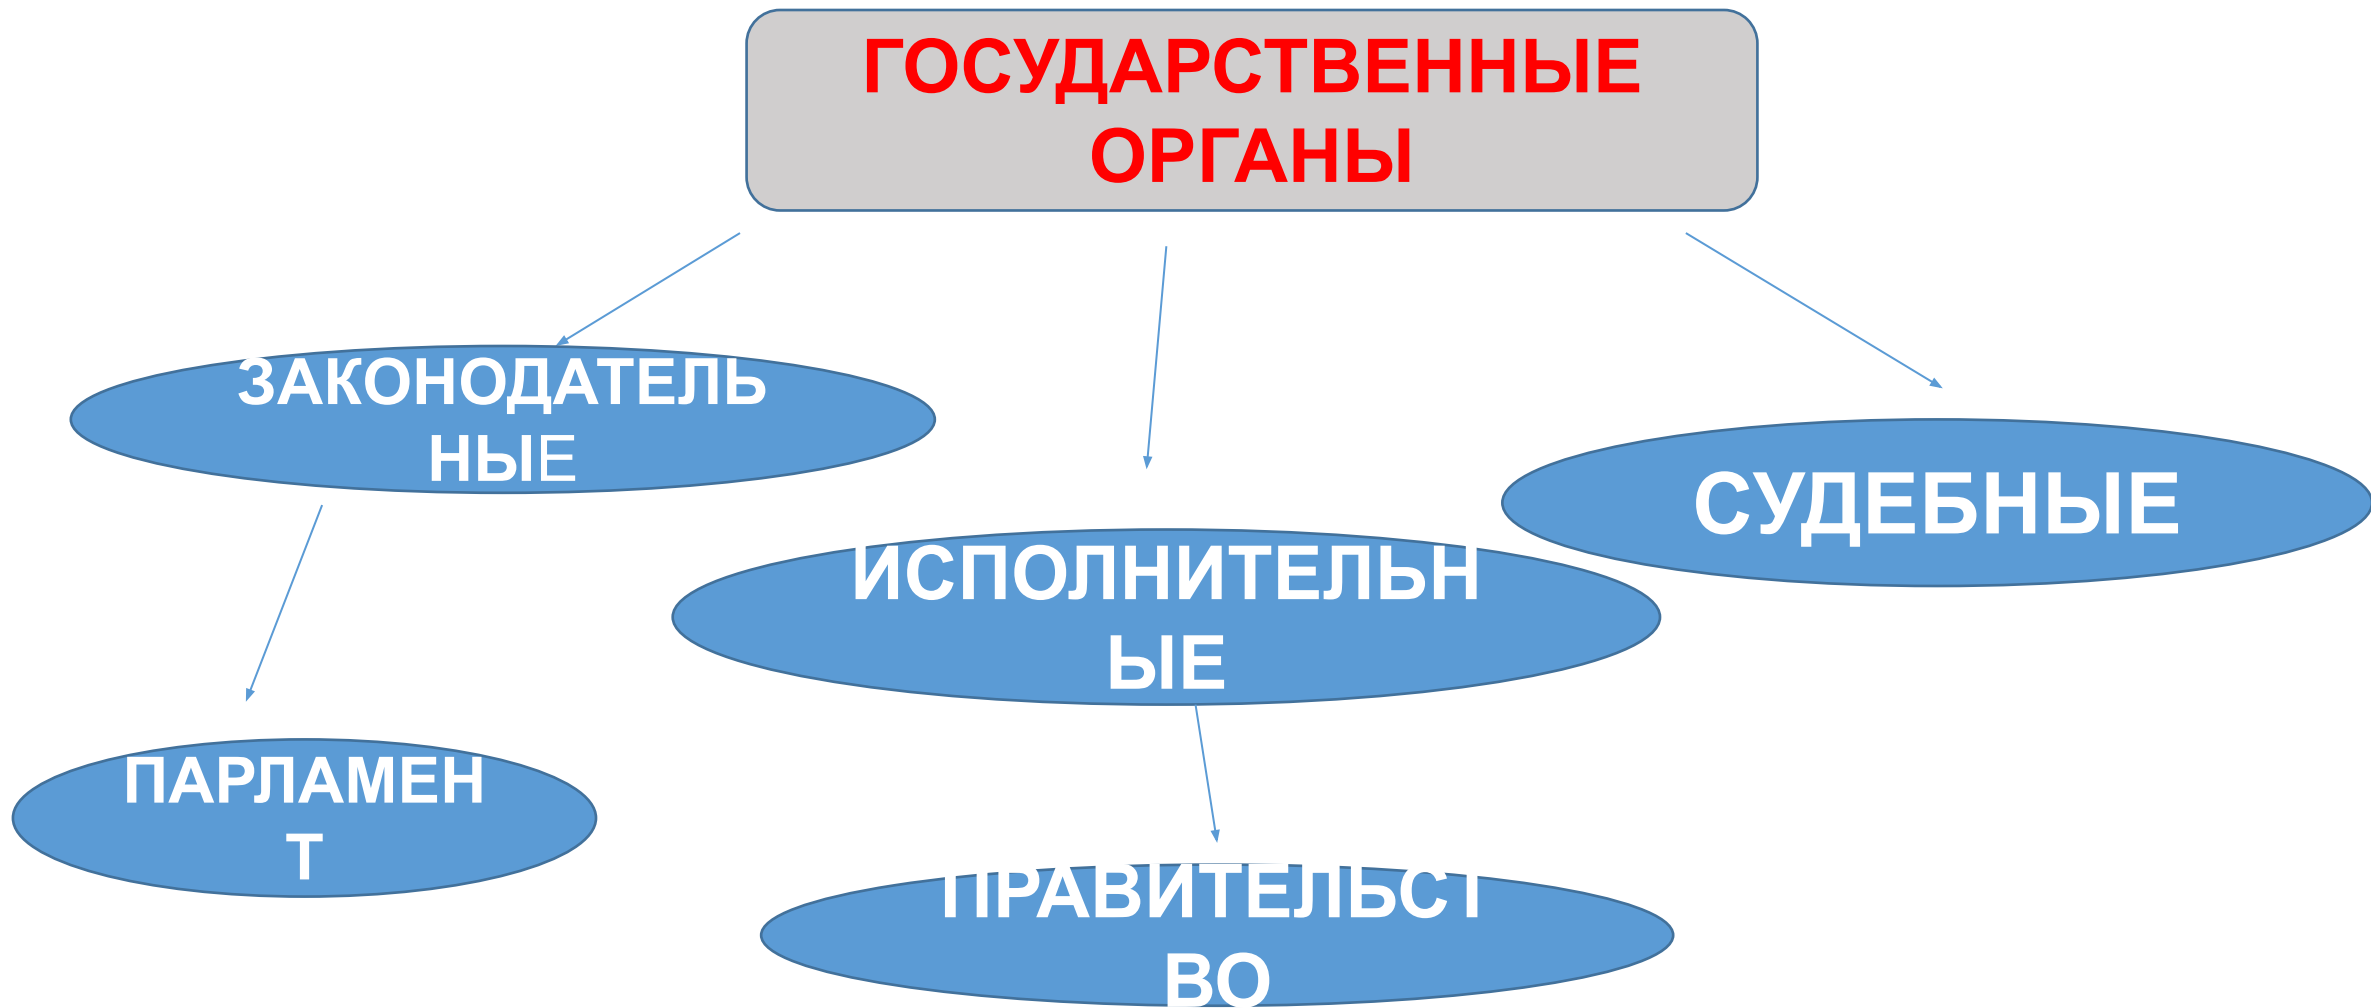 ГОСУДАРСТВЕННЫЕ
ОРГАНЫ
ЗАКОНОДАТЕЛЬ
НЫЕ
СУДЕБНЫЕ
ИСПОЛНИТЕЛЬН
ЫЕ
ПАРЛАМЕН
Т
ПРАВИТЕЛЬСТ
ВО